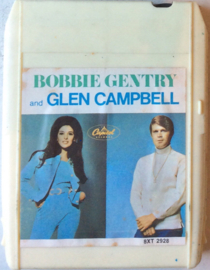 BOBBIE GENTRY
and GLEN CAMPBELL
Capitol
8XT 2928